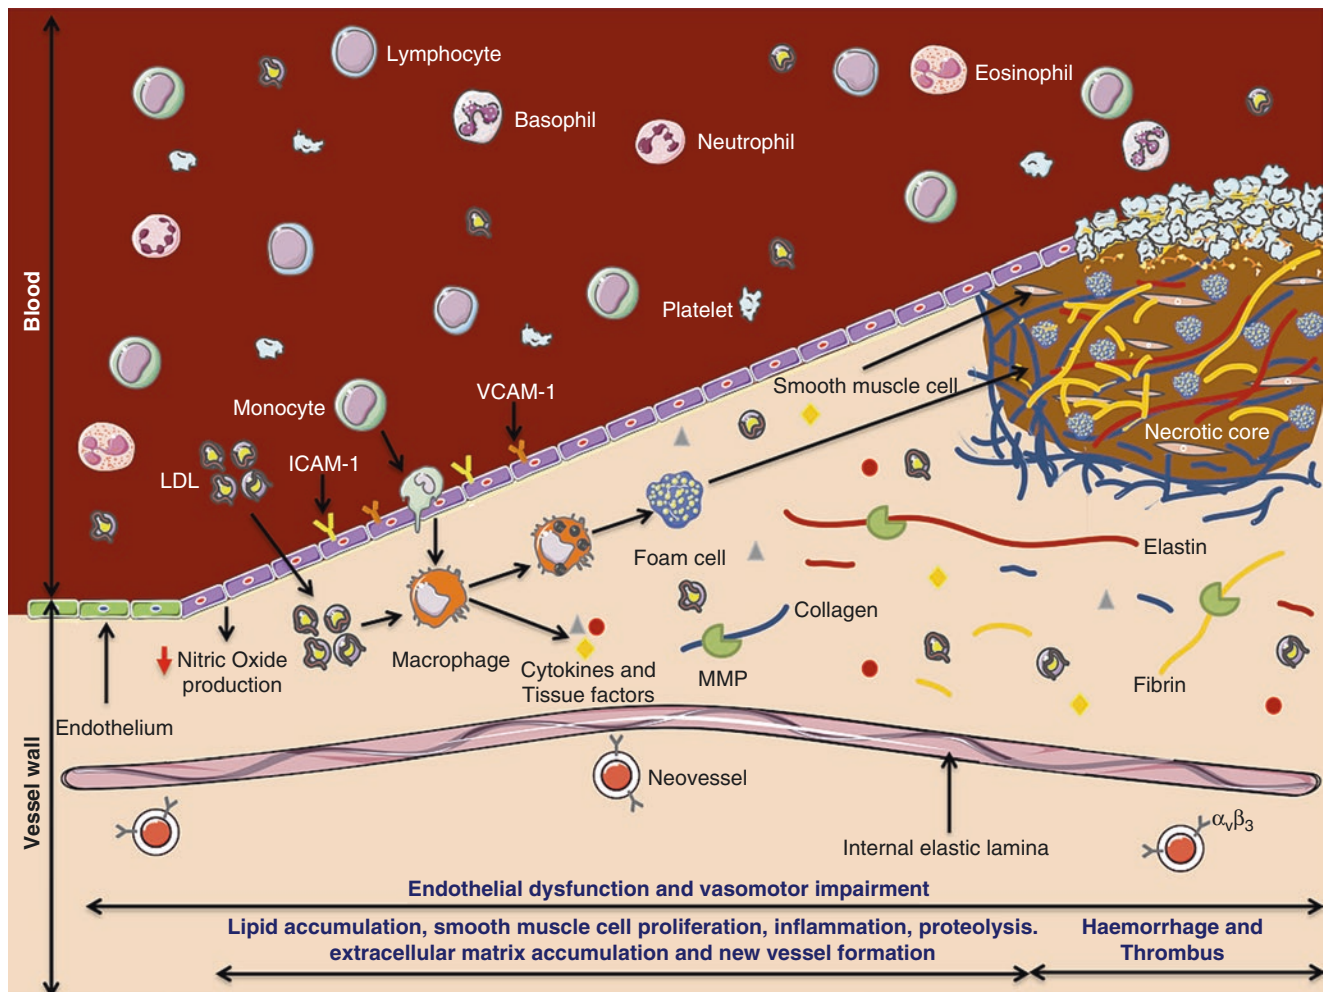 Lymphocyte
Eosinophil
Basophil
Neutrophil
Blood
Platelet
Smooth muscle cell
VCAM-1
Monocyte
Necrotic core
ICAM-1
LDL
Elastin
Foam cell
Collagen
Nitric Oxide
production
Macrophage
Cytokines and
Tissue factors
MMP
Fibrin
Endothelium
Vessel wall
Neovessel
αvβ3
Internal elastic lamina
Endothelial dysfunction and vasomotor impairment
Lipid accumulation, smooth muscle cell proliferation, inflammation, proteolysis.
extracellular matrix accumulation and new vessel formation
Haemorrhage and
Thrombus